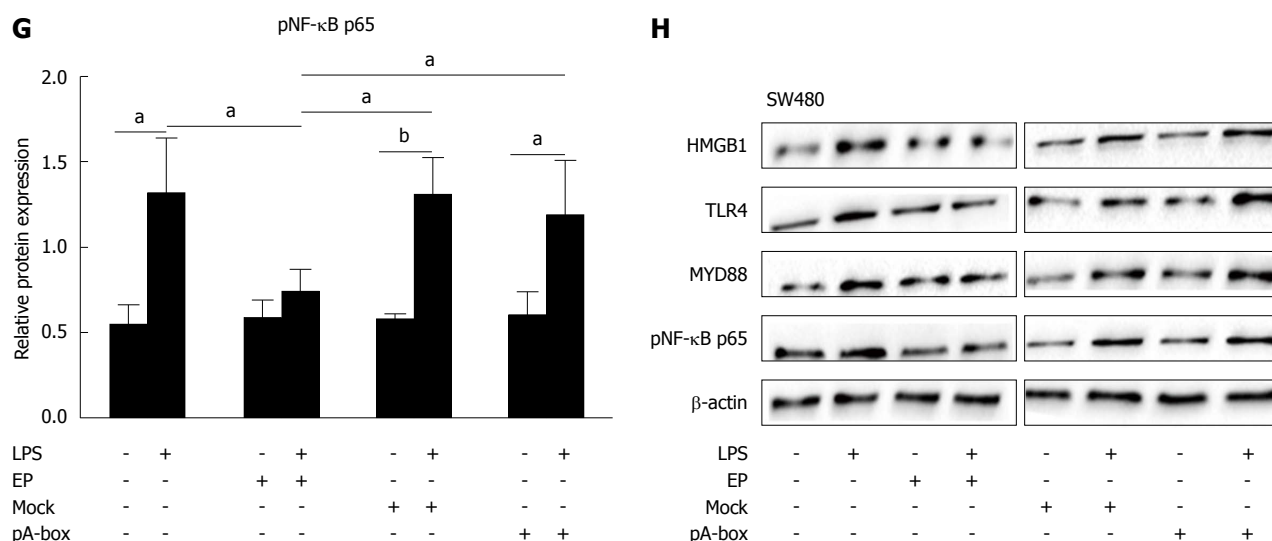 G
pNF-κB p65
Relative protein expression
2.0
1.5
1.0
0.5
0.0
a
a
a
a
b
a
LPS - + - + - + - +
EP - - + + - - - -
Mock - - - - + + - -
pA-box - - - - - - + +
H
SW480
HMGB1
TLR4
MYD88
pNF-κB p65
β-actin
LPS - + - + - + - +
EP - - + + - - - -
Mock - - - - + + - -
pA-box - - - - - - + +